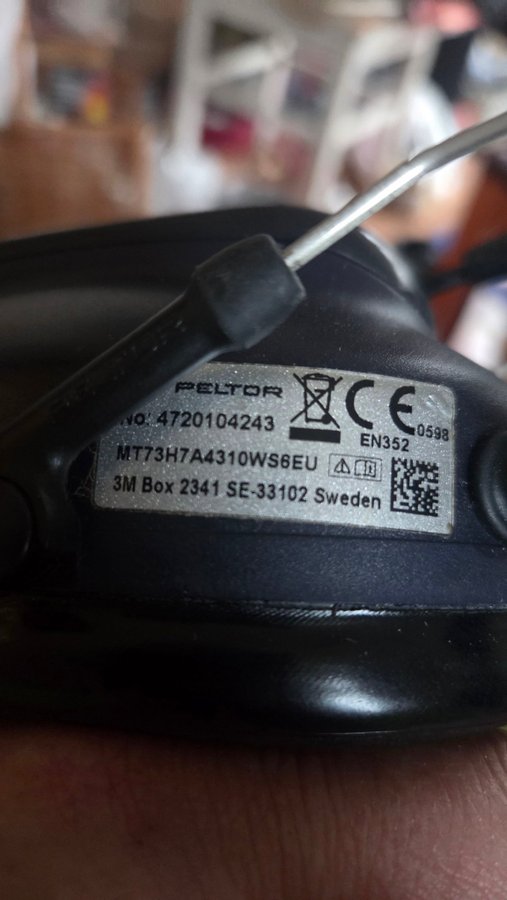 PELTOR
No: 4720104243
CE 0598
EN352
MT73H7A4310WS6EU
3M Box 2341 SE-33102 Sweden